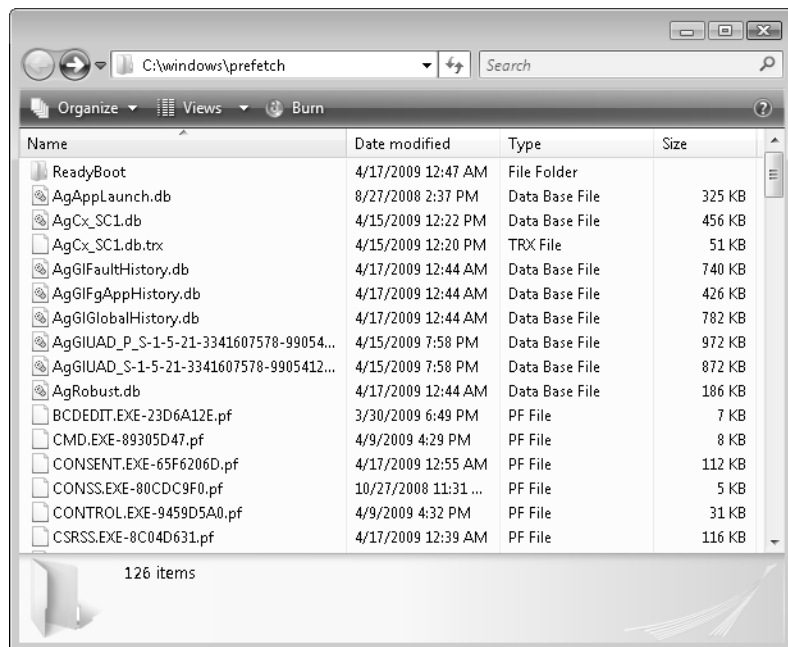 C:\windows\prefetch Search
Organize Views Burn
Name Date modified Type Size
ReadyBoot 4/17/2009 12:47 AM File Folder
AgAppLaunch.db 8/27/2008 2:37 PM Data Base File 325 KB
AgCx_SC1.db 4/15/2009 12:22 PM Data Base File 456 KB
AgCx_SC1.db.trx 4/15/2009 12:20 PM TRX File 51 KB
AgGlFaultHistory.db 4/17/2009 12:44 AM Data Base File 740 KB
AgGlFgAppHistory.db 4/17/2009 12:44 AM Data Base File 426 KB
AgGlGlobalHistory.db 4/17/2009 12:44 AM Data Base File 782 KB
AgGlUAD_P_S-1-5-21-3341607578-99054... 4/15/2009 7:58 PM Data Base File 972 KB
AgGlUAD_S-1-5-21-3341607578-9905412... 4/15/2009 7:58 PM Data Base File 872 KB
AgRobust.db 4/17/2009 12:44 AM Data Base File 186 KB
BCDEDIT.EXE-23D6A12E.pf 3/30/2009 6:49 PM PF File 7 KB
CMD.EXE-89305D47.pf 4/9/2009 4:29 PM PF File 8 KB
CONSENT.EXE-65F6206D.pf 4/17/2009 12:55 AM PF File 112 KB
CONSS.EXE-80CDC9F0.pf 10/27/2008 11:31 ... PF File 5 KB
CONTROL.EXE-9459D5A0.pf 4/9/2009 4:32 PM PF File 31 KB
CSRSS.EXE-8C04D631.pf 4/17/2009 12:39 AM PF File 116 KB
126 items